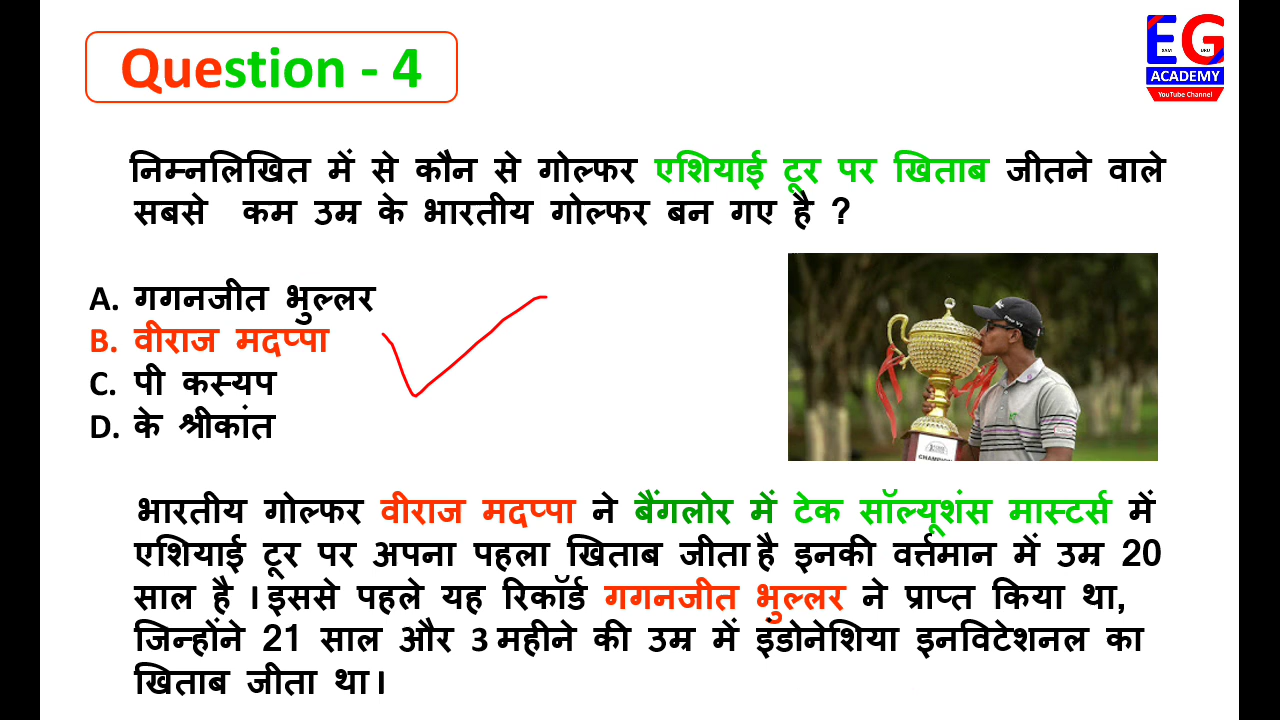 Question - 4
EG
ACADEMY
YouTube Channel
निम्नलिखित में से कौन से गोल्फर एशियाई टूर पर खिताब जीतने वाले
सबसे कम उम्र के भारतीय गोल्फर बन गए है ?
A. गगनजीत भुल्लर
B. वीराज मदप्पा
C. पी कस्यप
D. के श्रीकांत
CHAMPION
भारतीय गोल्फर वीराज मदप्पा ने बैंगलोर में टेक सॉल्यूशंस मास्टर्स में
एशियाई टूर पर अपना पहला खिताब जीता है इनकी वर्त्तमान में उम्र 20
साल है । इससे पहले यह रिकॉर्ड गगनजीत भुल्लर ने प्राप्त किया था,
जिन्होंने 21 साल और 3 महीने की उम्र में इंडोनेशिया इनविटेशनल का
खिताब जीता था।